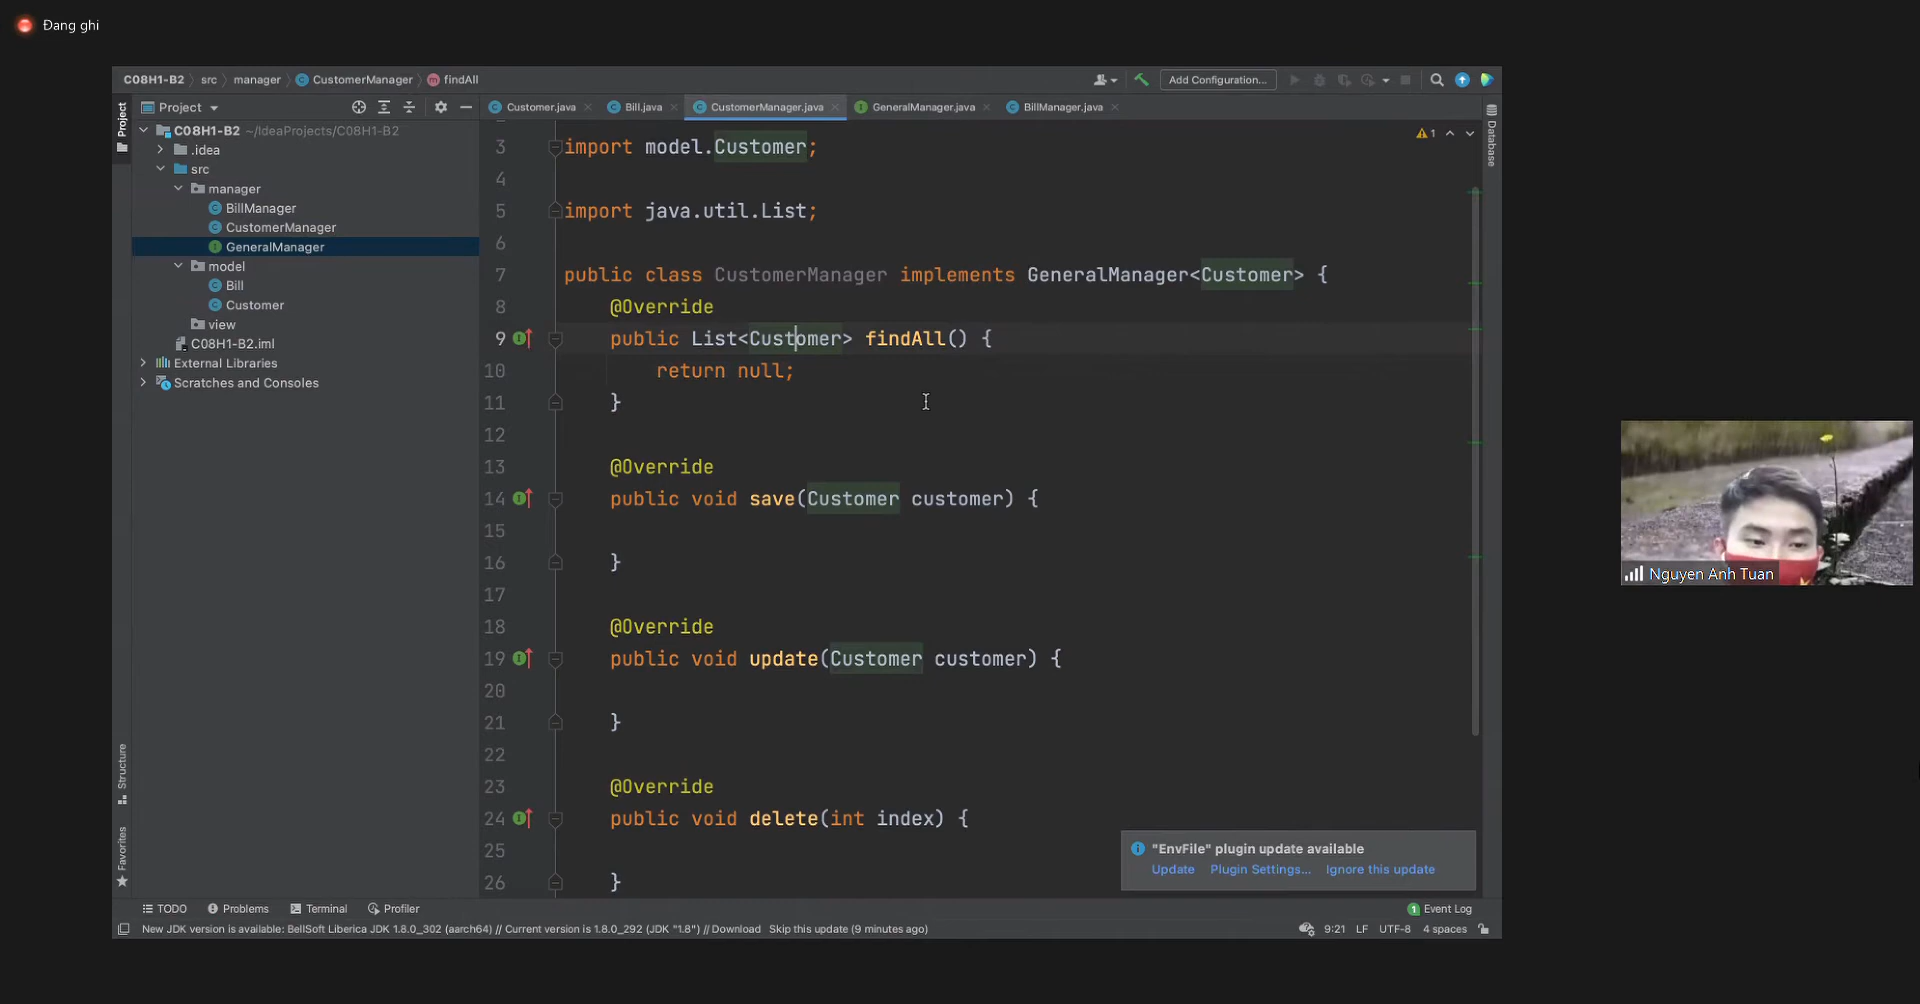 Đang ghi
C08H1-B2 src manager CustomerManager findAll
Add Configuration...
Project
Customer.java
Bill.java
CustomerManager.java
GeneralManager.java
BillManager.java
Project
Database
C08H1-B2 ~/IdeaProjects/C08H1-B2
.idea
src
manager
BillManager
CustomerManager
GeneralManager
model
Bill
Customer
view
C08H1-B2.iml
External Libraries
Scratches and Consoles
1
3 import model.Customer;
4
5 import java.util.List;
6
7 public class CustomerManager implements GeneralManager<Customer> {
8 @Override
9 public List<Customer> findAll() {
10 return null;
11 }
12
13 @Override
14 public void save(Customer customer) {
15
16 }
17
18 @Override
19 public void update(Customer customer) {
20
21 }
22
23 @Override
24 public void delete(int index) {
25
26 }
Nguyen Anh Tuan
Structure
Favorites
"EnvFile" plugin update available
Update Plugin Settings... Ignore this update
TODO Problems Terminal Profiler
1 Event Log
New JDK version is available: BellSoft Liberica JDK 1.8.0_302 (aarch64) // Current version is 1.8.0_292 (JDK "1.8") // Download Skip this update (9 minutes ago)
9:21 LF UTF-8 4 spaces